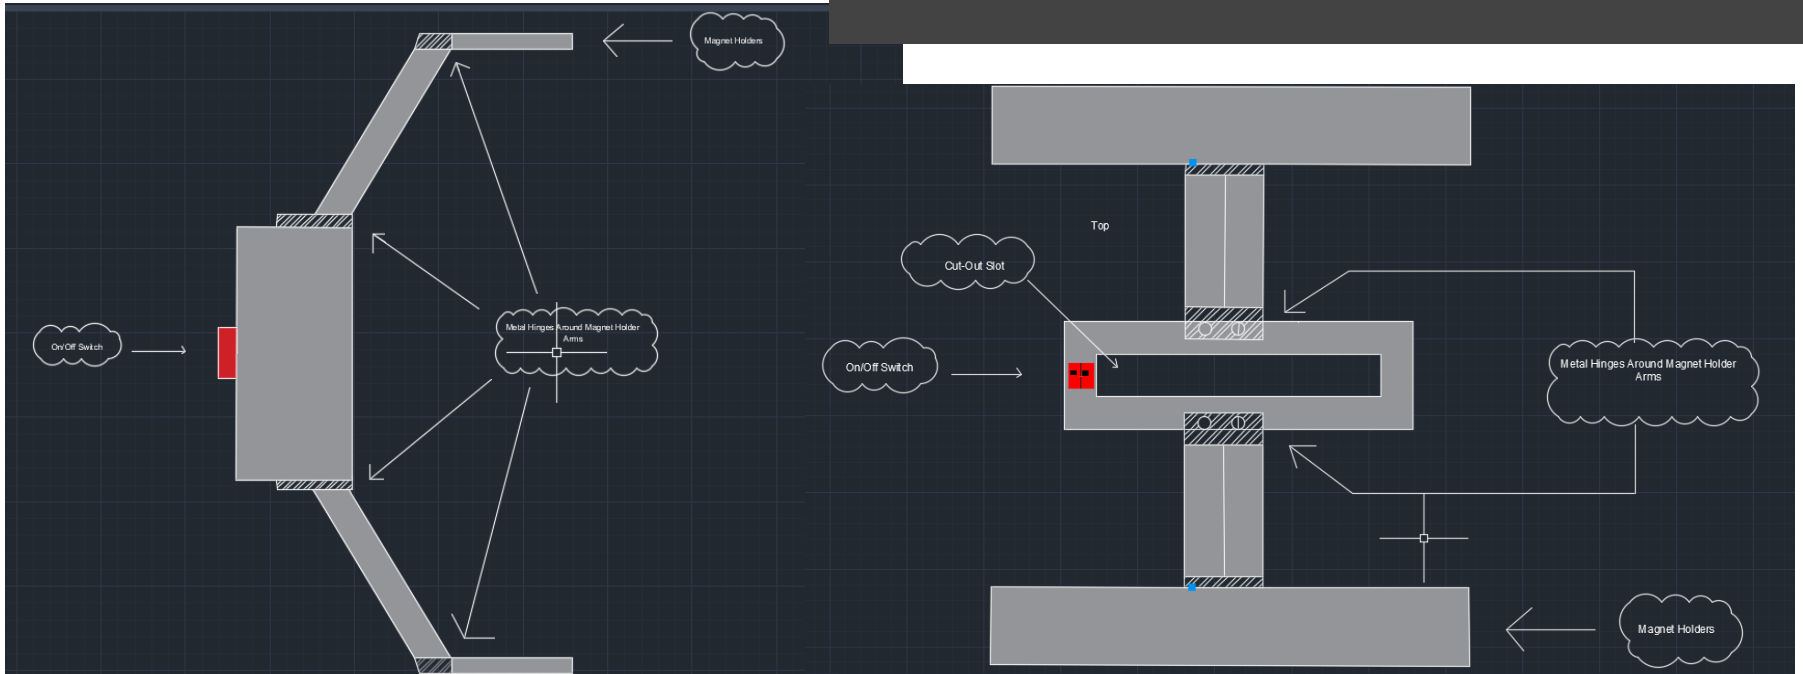 Magnet Holders
On/Off Switch
Metal Hinges Around Magnet Holder
Arms
Top
Cut-Out Slot
On/Off Switch
Metal Hinges Around Magnet Holder
Arms
Magnet Holders